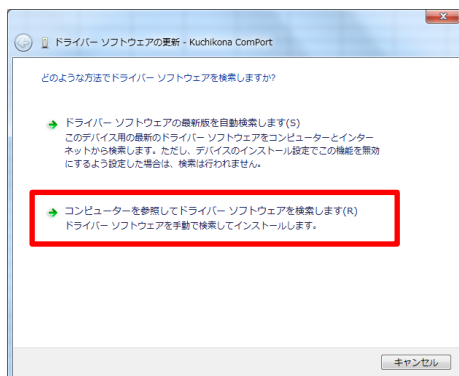 ドライバー ソフトウェアの更新 - Kuchikona ComPort
どのような方法でドライバー ソフトウェアを検索しますか?
ドライバー ソフトウェアの最新版を自動検索します(S)
このデバイス用の最新のドライバー ソフトウェアをコンピューターとインター
ネットから検索します。ただし、デバイスのインストール設定でこの機能を無効
にするよう設定した場合は、検索は行われません。
コンピューターを参照してドライバー ソフトウェアを検索します(R)
ドライバー ソフトウェアを手動で検索してインストールします。
キャンセル